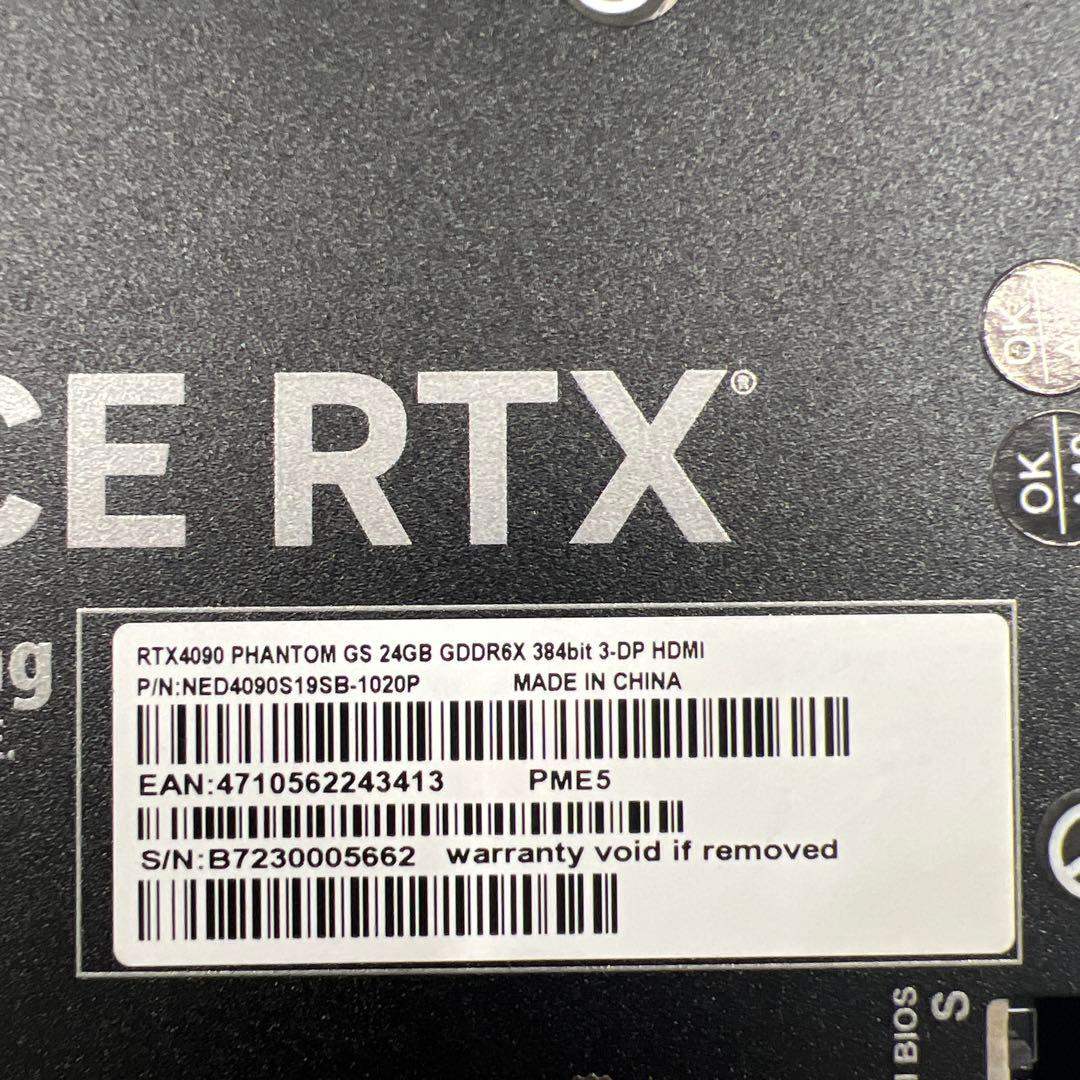 CE RTX®
OK
OK
RTX4090 PHANTOM GS 24GB GDDR6X 384bit 3-DP HDMI
P/N:NED4090S19SB-1020P MADE IN CHINA
EAN:4710562243413 PME5
S/N:B7230005662 warranty void if removed
BIOS
S